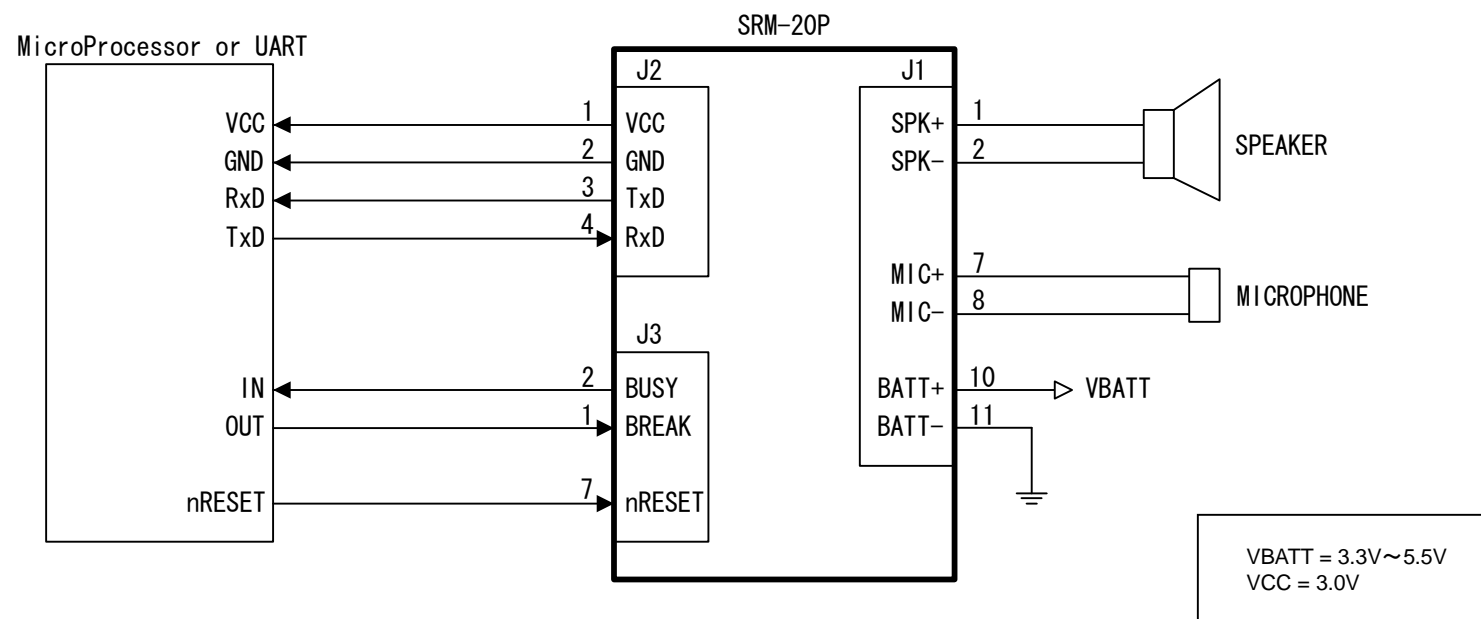 SRM-20P
MicroProcessor or UART
J2
J1
VCC 1 VCC
GND 2 GND
RxD 3 TxD
TxD 4 RxD
SPK+ 1
SPK- 2
SPEAKER
MIC+ 7
MIC- 8
MICROPHONE
J3
IN 2 BUSY
OUT 1 BREAK
nRESET 7 nRESET
BATT+ 10 VBATT
BATT- 11
VBATT = 3.3V～5.5V
VCC = 3.0V